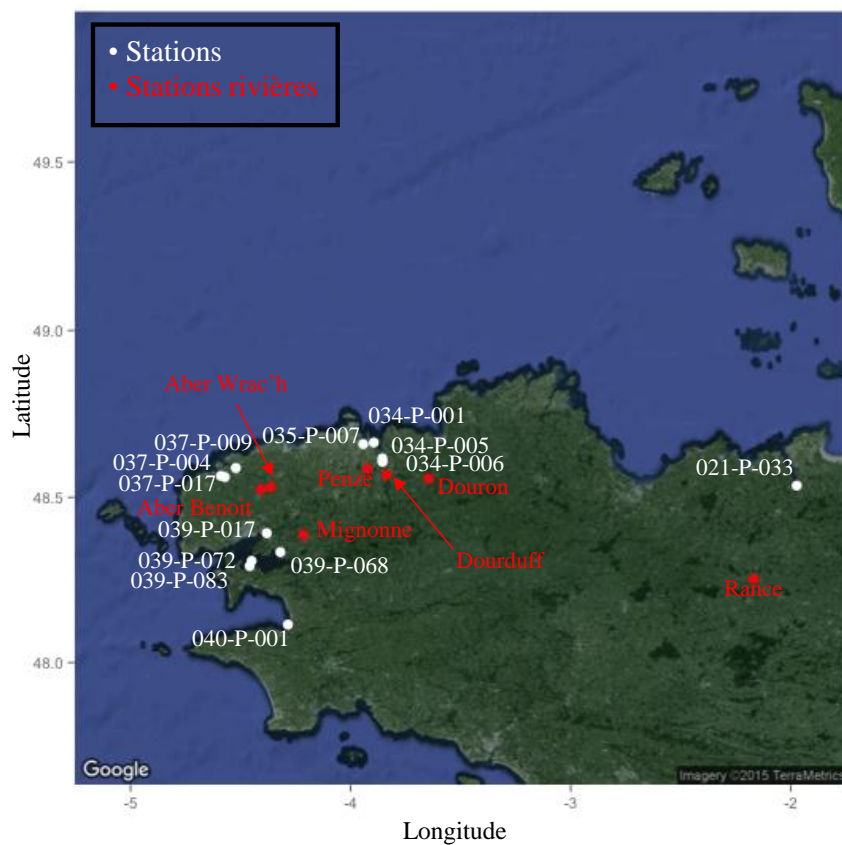 • Stations
• Stations rivières
49.5
49.0
48.5
48.0
Latitude
Aber Wrac’h
034-P-001
037-P-009
035-P-007
034-P-005
037-P-004
034-P-006
021-P-033
037-P-017
Penzé
Douron
Aber Benoit
039-P-017
Mignonne
039-P-072
039-P-068
Dourduff
039-P-083
Rance
040-P-001
Google
Imagery ©2015 TerraMetrics
-5
-4
-3
-2
Longitude